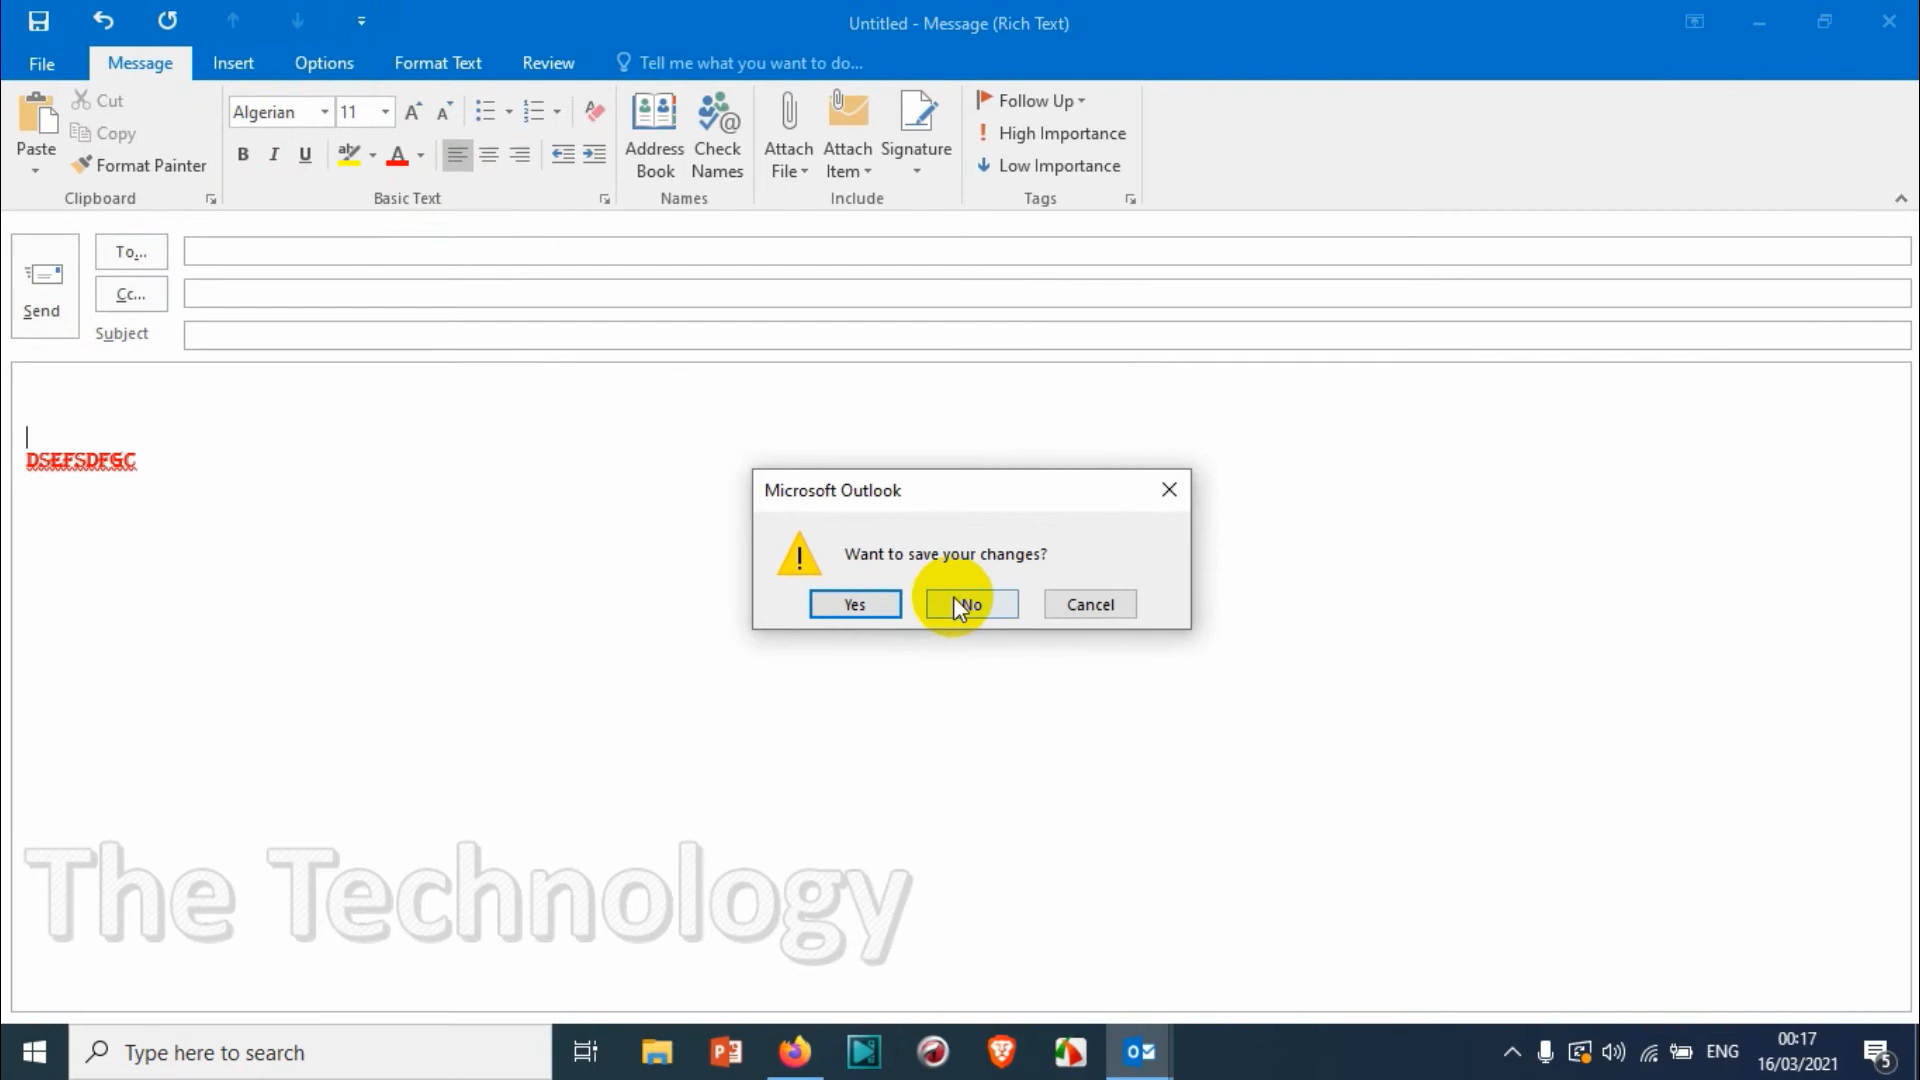 Untitled - Message (Rich Text)
File Message Insert Options Format Text Review Tell me what you want to do...
Paste
Cut
Copy
Format Painter
Clipboard
Algerian 11
B I U
Basic Text
Address Book
Check Names
Names
Attach File
Attach Item
Signature
Include
Follow Up
High Importance
Low Importance
Tags
Send
To...
Cc...
Subject
DSEFSDFGC
Microsoft Outlook
Want to save your changes?
Yes No Cancel
The Technology
Type here to search
ENG
00:17
16/03/2021
5